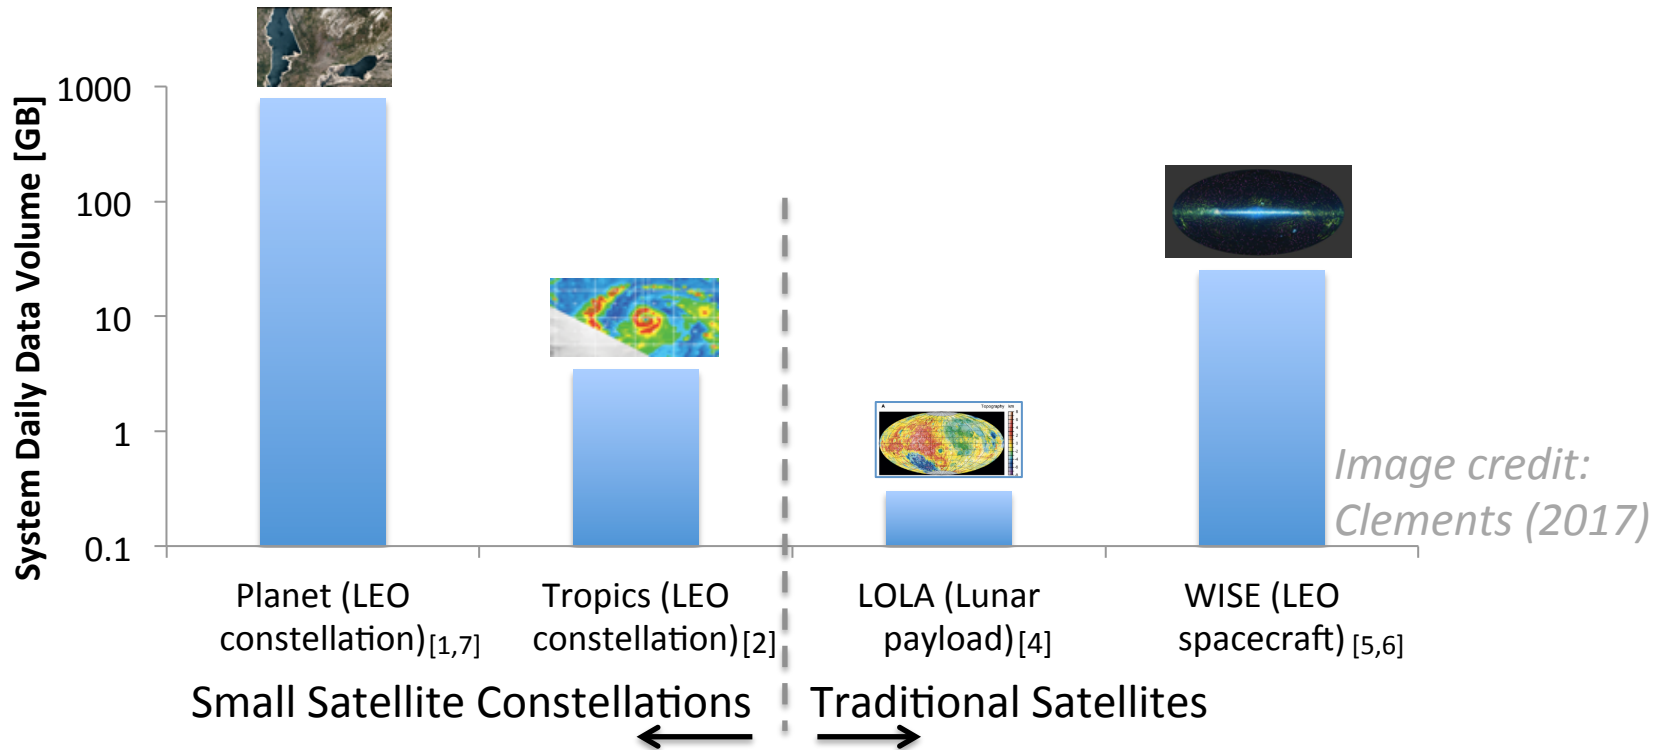 System Daily Data Volume [GB]
1000
100
10
1
0.1
A Topography km
Image credit:
Clements (2017)
Planet (LEO
constellation)[1,7]
Tropics (LEO
constellation)[2]
LOLA (Lunar
payload)[4]
WISE (LEO
spacecraft) [5,6]
Small Satellite Constellations
Traditional Satellites